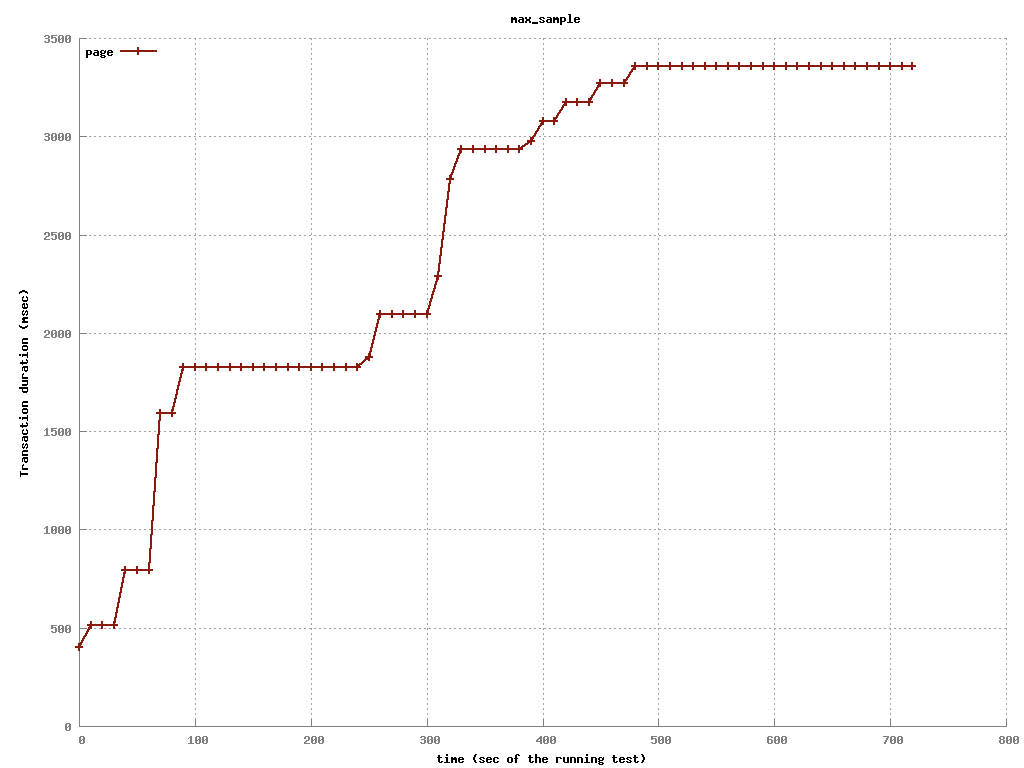 max_sample
page
3500
3000
2500
2000
1500
1000
500
0
Transaction duration (msec)
0 100 200 300 400 500 600 700 800
time (sec of the running test)